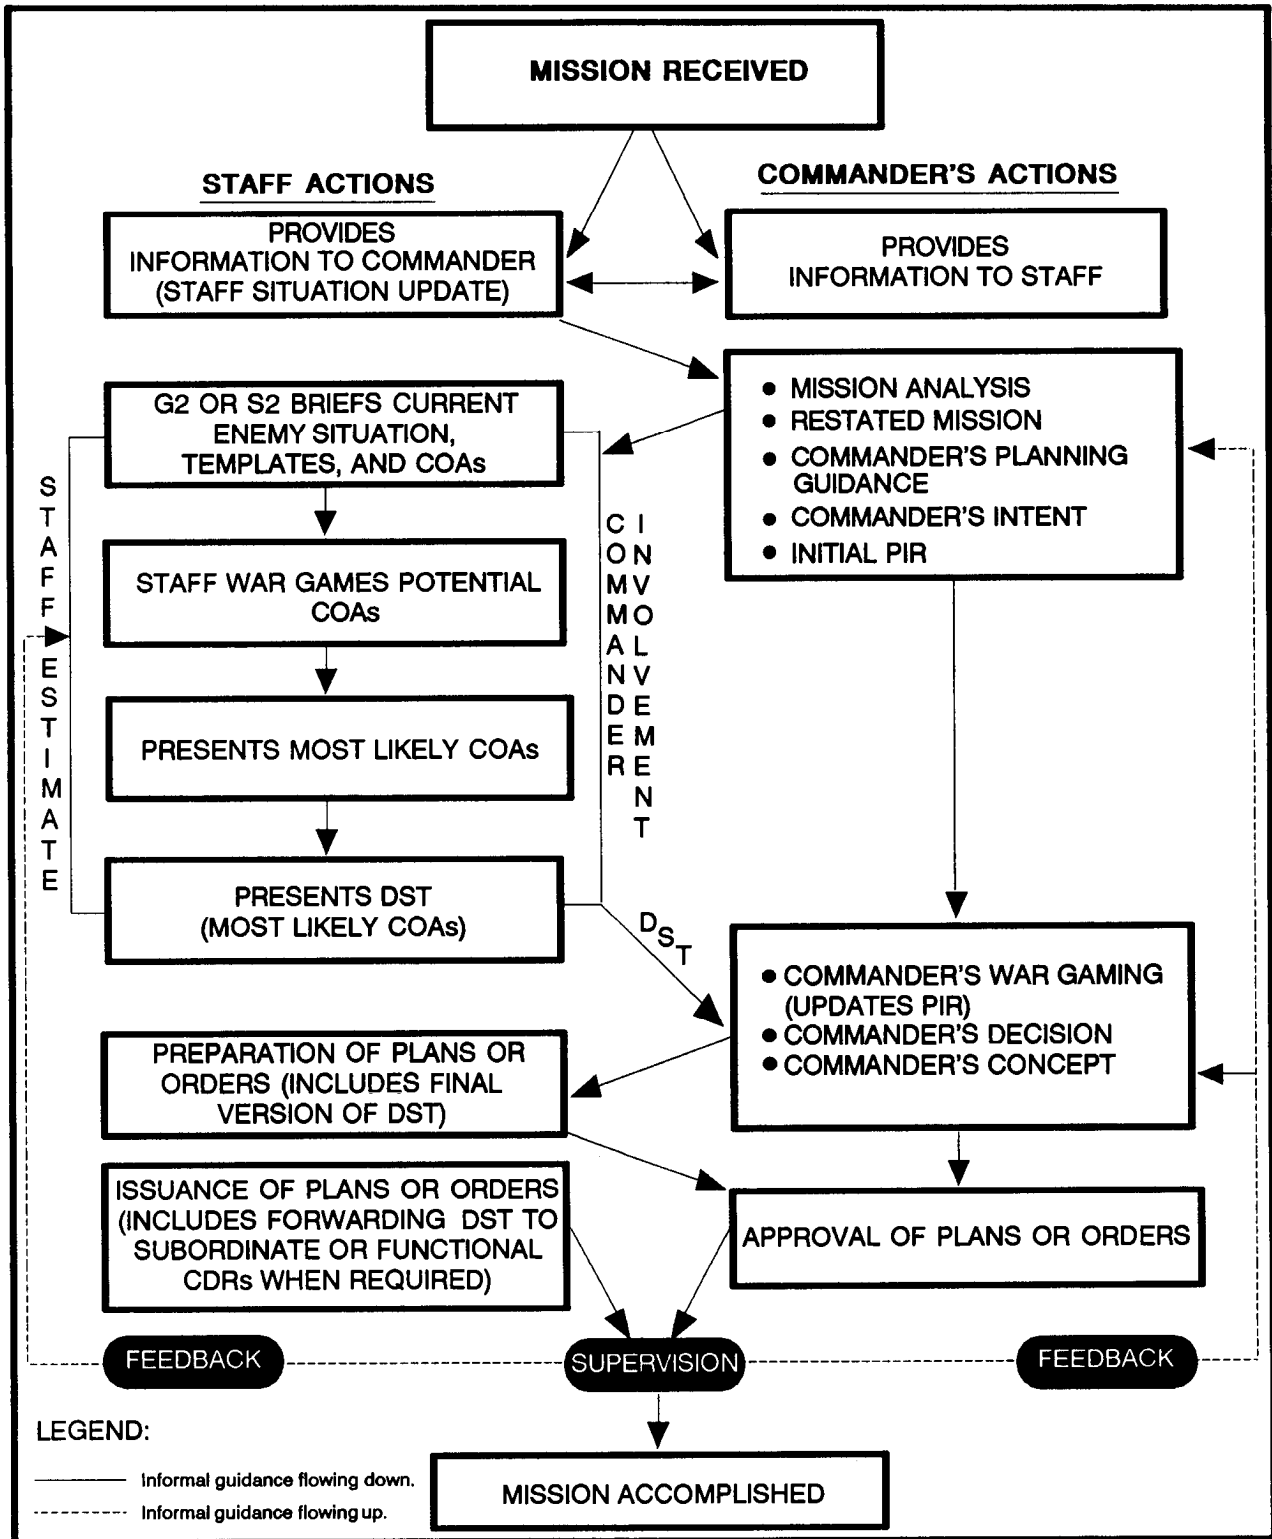 MISSION RECEIVED
STAFF ACTIONS
COMMANDER'S ACTIONS
PROVIDES
INFORMATION TO COMMANDER
(STAFF SITUATION UPDATE)
PROVIDES
INFORMATION TO STAFF
● MISSION ANALYSIS
● RESTATED MISSION
● COMMANDER'S PLANNING
GUIDANCE
● COMMANDER'S INTENT
● INITIAL PIR
G2 OR S2 BRIEFS CURRENT
ENEMY SITUATION,
TEMPLATES, AND COAs
STAFF ESTIMATE
COMMANDER
INVOLVEMENT
STAFF WAR GAMES POTENTIAL
COAs
PRESENTS MOST LIKELY COAs
PRESENTS DST
(MOST LIKELY COAs)
DST
● COMMANDER'S WAR GAMING
(UPDATES PIR)
● COMMANDER'S DECISION
● COMMANDER'S CONCEPT
PREPARATION OF PLANS OR
ORDERS (INCLUDES FINAL
VERSION OF DST)
ISSUANCE OF PLANS OR ORDERS
(INCLUDES FORWARDING DST TO
SUBORDINATE OR FUNCTIONAL
CDRs WHEN REQUIRED)
APPROVAL OF PLANS OR ORDERS
FEEDBACK
SUPERVISION
FEEDBACK
LEGEND:
Informal guidance flowing down.
Informal guidance flowing up.
MISSION ACCOMPLISHED